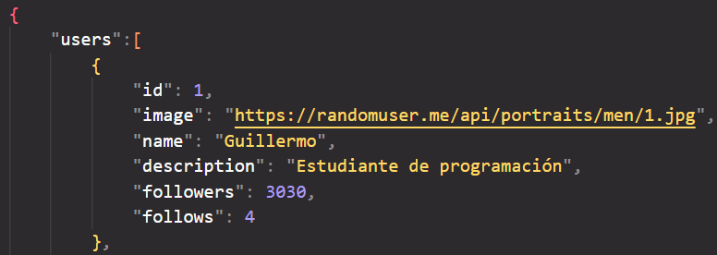 {
"users":[
{
"id": 1,
"image": "https://randomuser.me/api/portraits/men/1.jpg",
"name": "Guillermo",
"description": "Estudiante de programación",
"followers": 3030,
"follows": 4
},